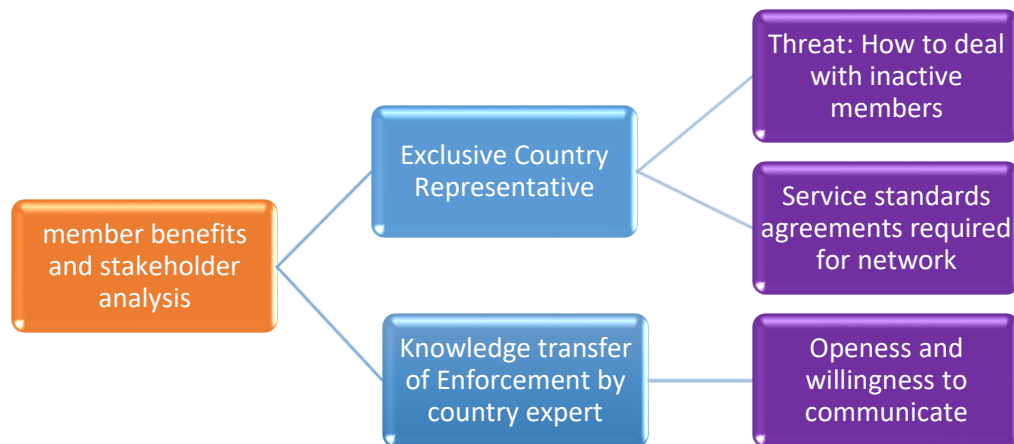 member benefits
and stakeholder
analysis
Exclusive Country
Representative
Threat: How to deal
with inactive
members
Service standards
agreements required
for network
Knowledge transfer
of Enforcement by
country expert
Openess and
willingness to
communicate